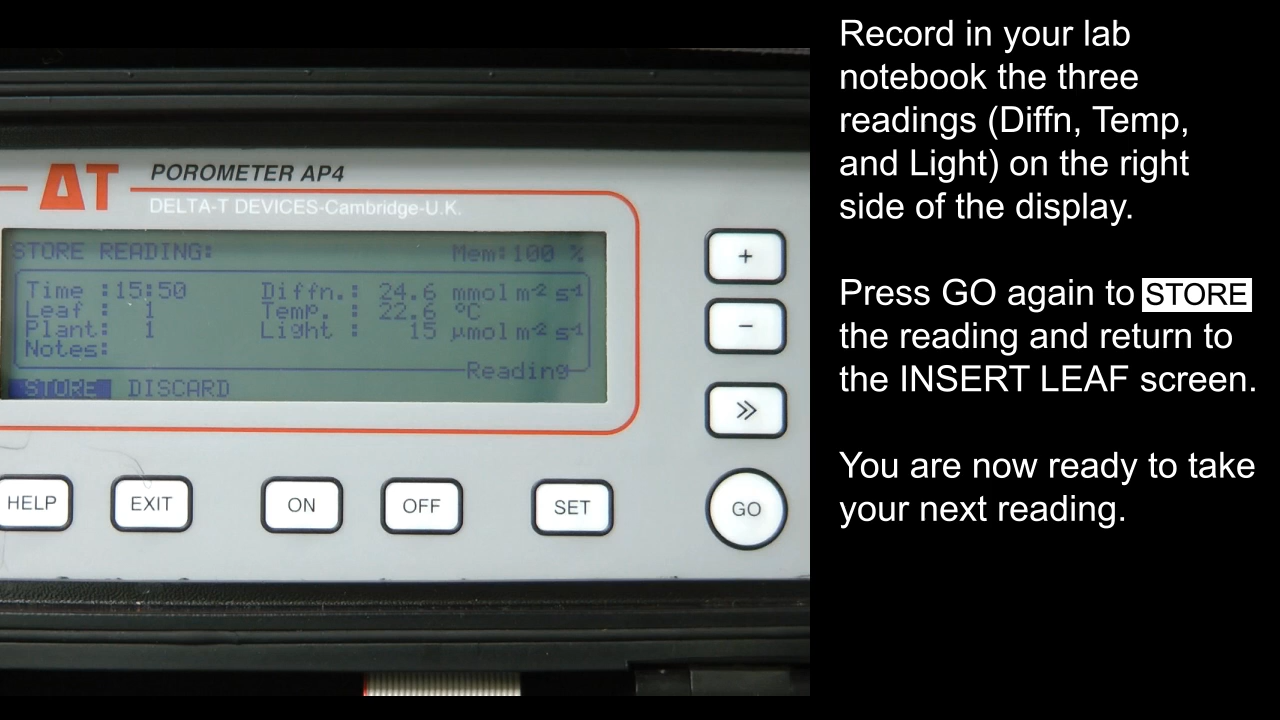 ΔT POROMETER AP4
DELTA-T DEVICES-Cambridge-U.K.
STORE READING: Mem:100 %
Time :15:50 Diffn.: 24.6 mmol m-2 s-1
Leaf : 1 Temp. : 22.6 ºC
Plant: 1 Light : 15 µmol m-2 s-1
Notes:
Reading
STORE DISCARD
+
−
»
HELP EXIT ON OFF SET GO
Record in your lab
notebook the three
readings (Diffn, Temp,
and Light) on the right
side of the display.
Press GO again to STORE
the reading and return to
the INSERT LEAF screen.
You are now ready to take
your next reading.